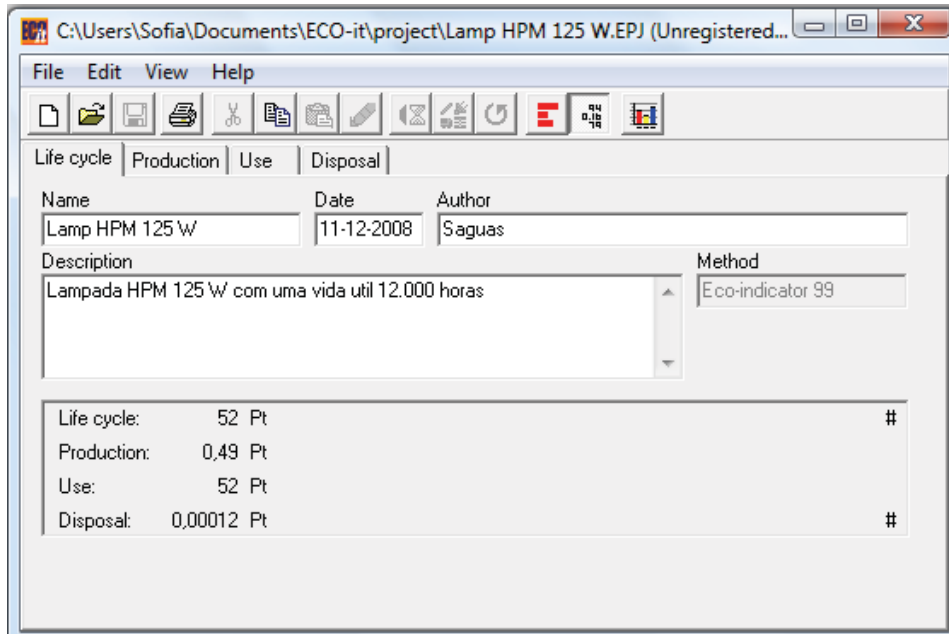 C:\Users\Sofia\Documents\ECO-it\project\Lamp HPM 125 W.EPJ (Unregistered...
File Edit View Help
Life cycle Production Use Disposal
Name Date Author
Lamp HPM 125 W 11-12-2008 Saguas
Description Method
Lampada HPM 125 W com uma vida util 12.000 horas Eco-indicator 99
Life cycle: 52 Pt #
Production: 0,49 Pt
Use: 52 Pt
Disposal: 0,00012 Pt #